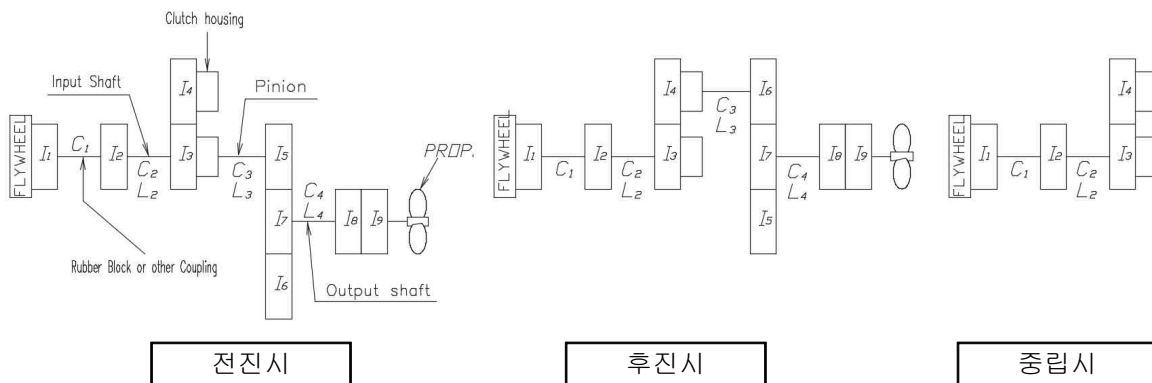 Clutch housing
Input Shaft
Pinion
I4
I3
I5
FLYWHEEL
I1
C1
I2
C2
L2
C3
L3
PROP.
C4
L4
I7
I8
I9
I6
Rubber Block or other Coupling
Output shaft
전진시
I4
I6
C3
L3
FLYWHEEL
I1
C1
I2
C2
L2
I3
I7
I8
I9
C4
L4
I5
후진시
I4
FLYWHEEL
I1
C1
I2
C2
L2
I3
중립시